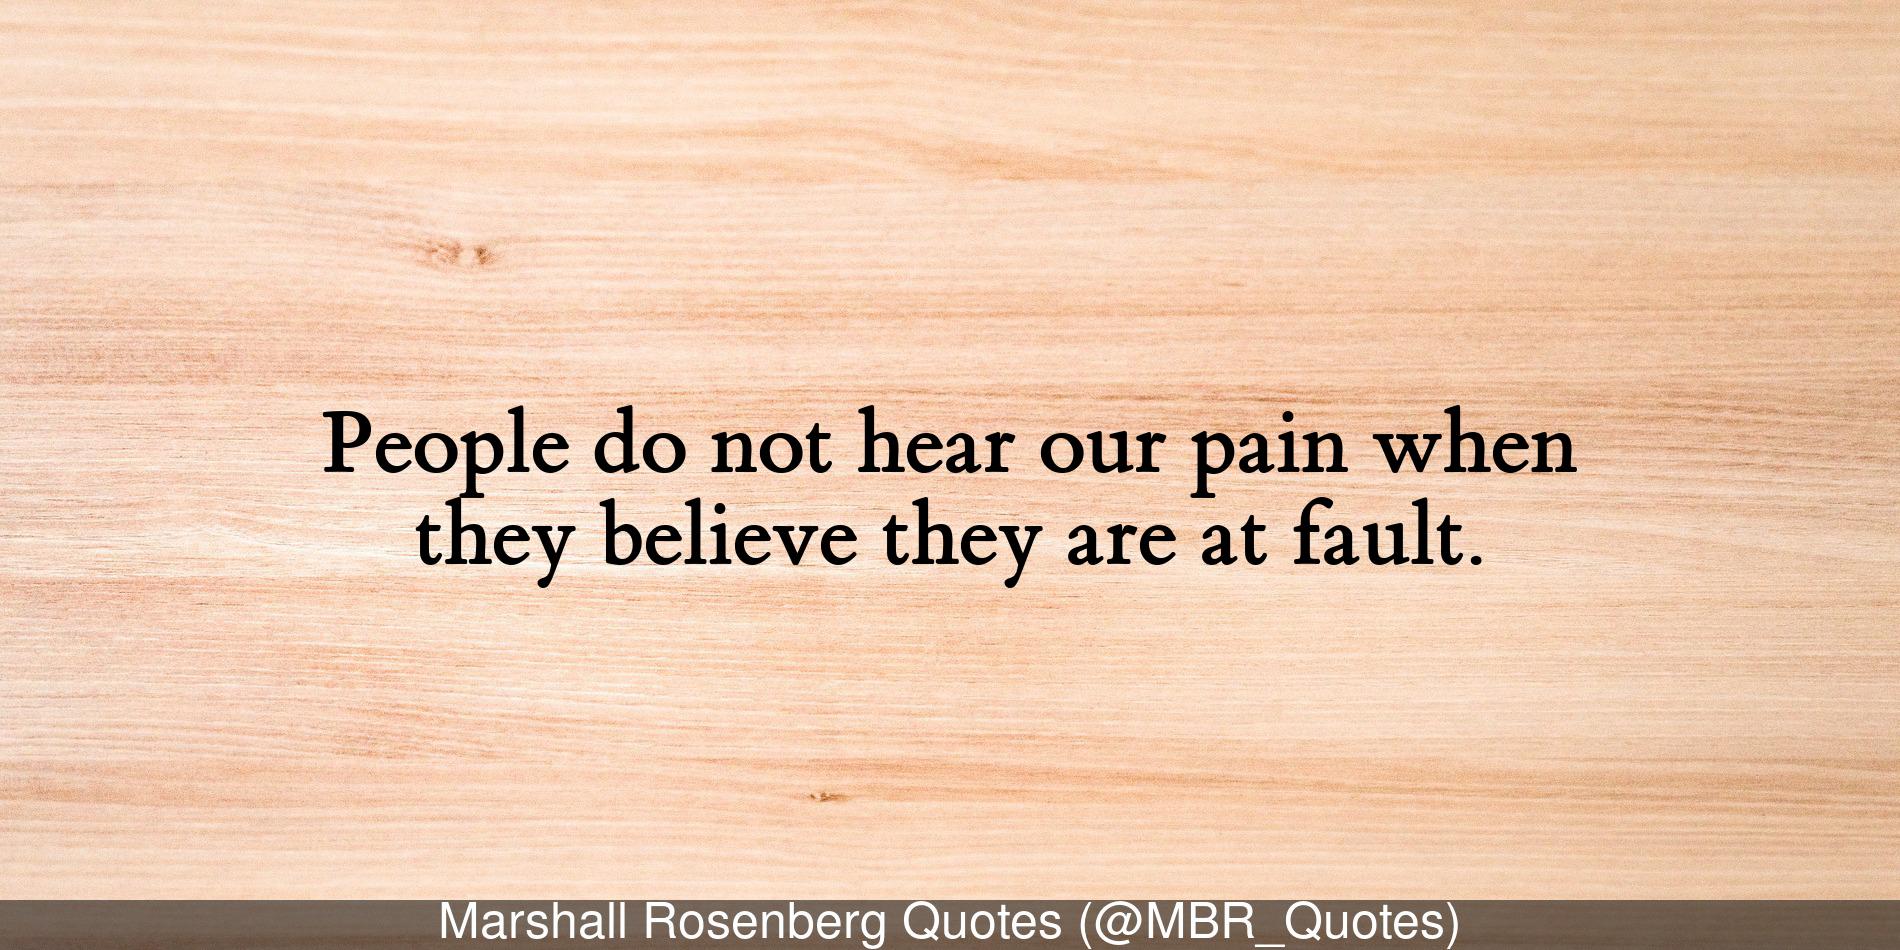 People do not hear our pain when
they believe they are at fault.
Marshall Rosenberg Quotes (@MBR_Quotes)